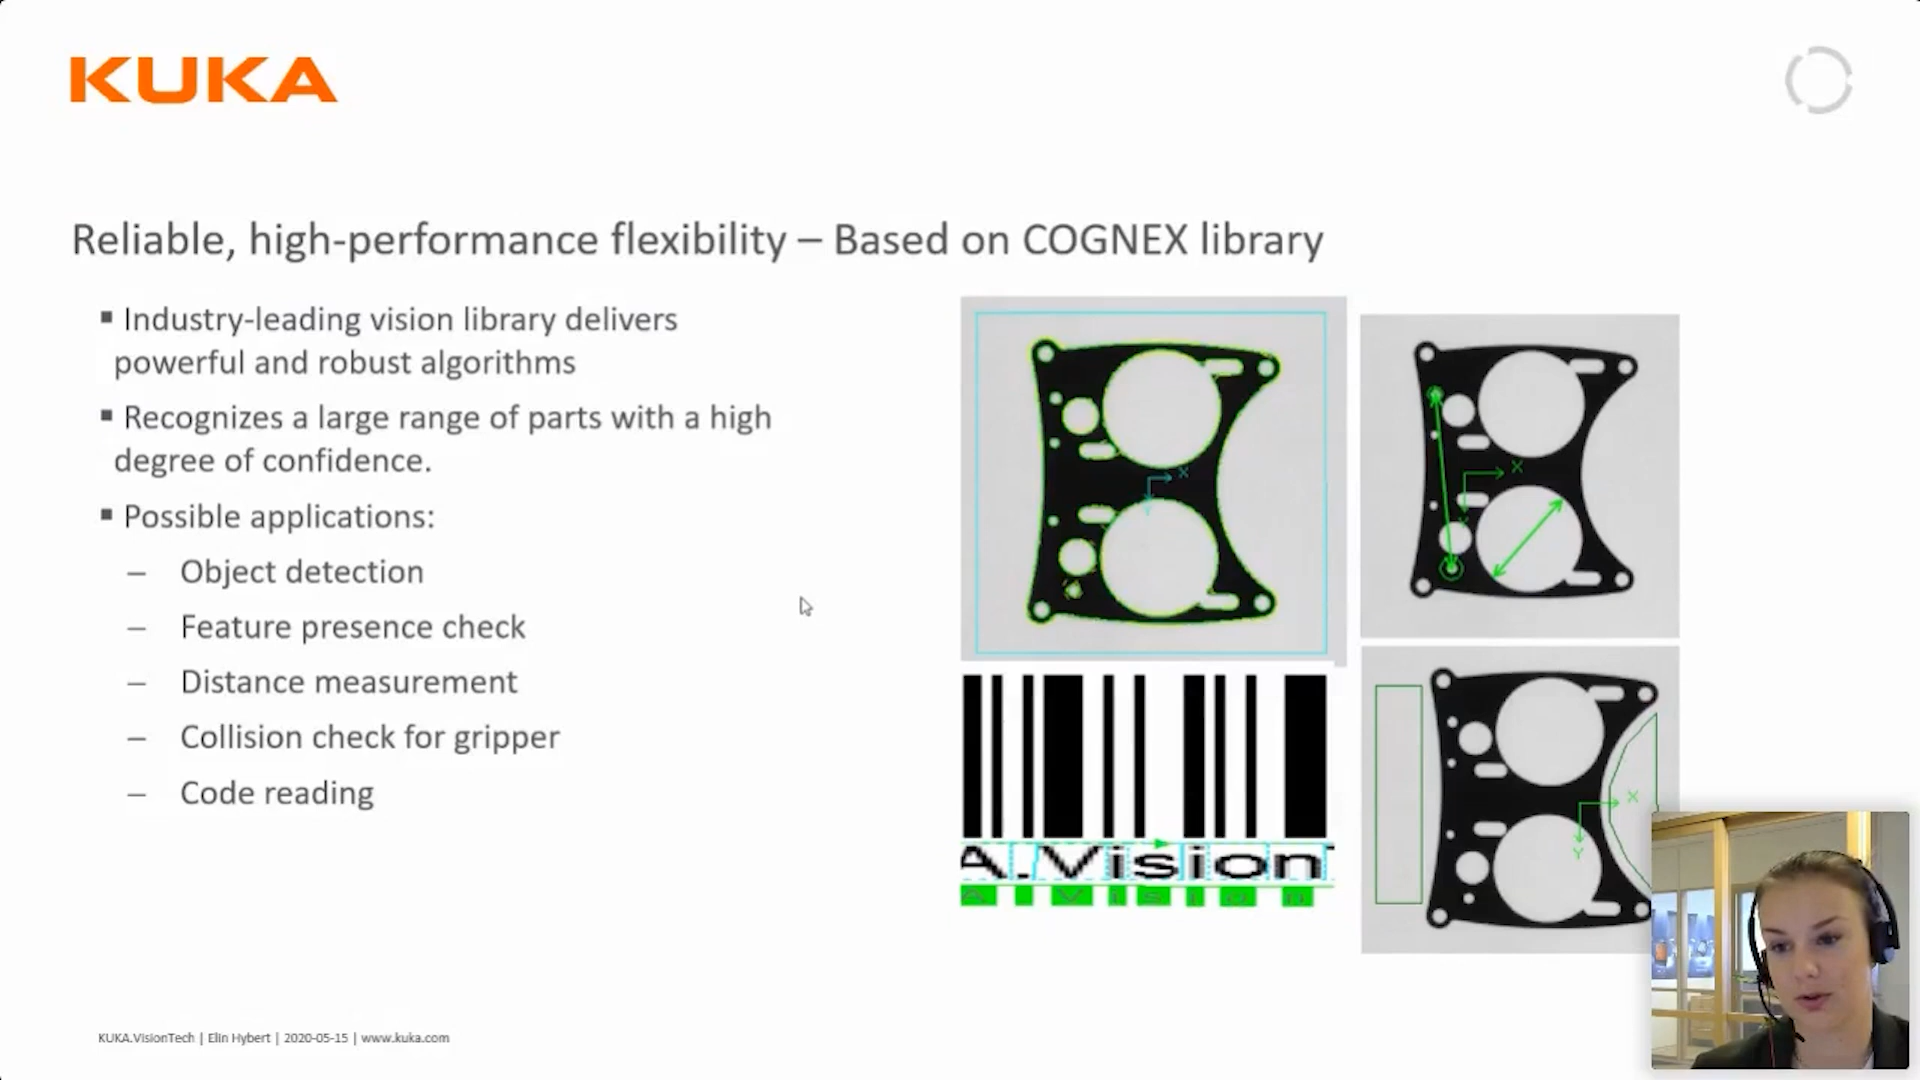 KUKA
Reliable, high-performance flexibility – Based on COGNEX library
▪ Industry-leading vision library delivers
powerful and robust algorithms
▪ Recognizes a large range of parts with a high
degree of confidence.
▪ Possible applications:
– Object detection
– Feature presence check
– Distance measurement
– Collision check for gripper
– Code reading
X
Y
X
Y
A.Vision
A . V i s i o n
X
Y
KUKA.VisionTech | Elin Hybert | 2020-05-15 | www.kuka.com